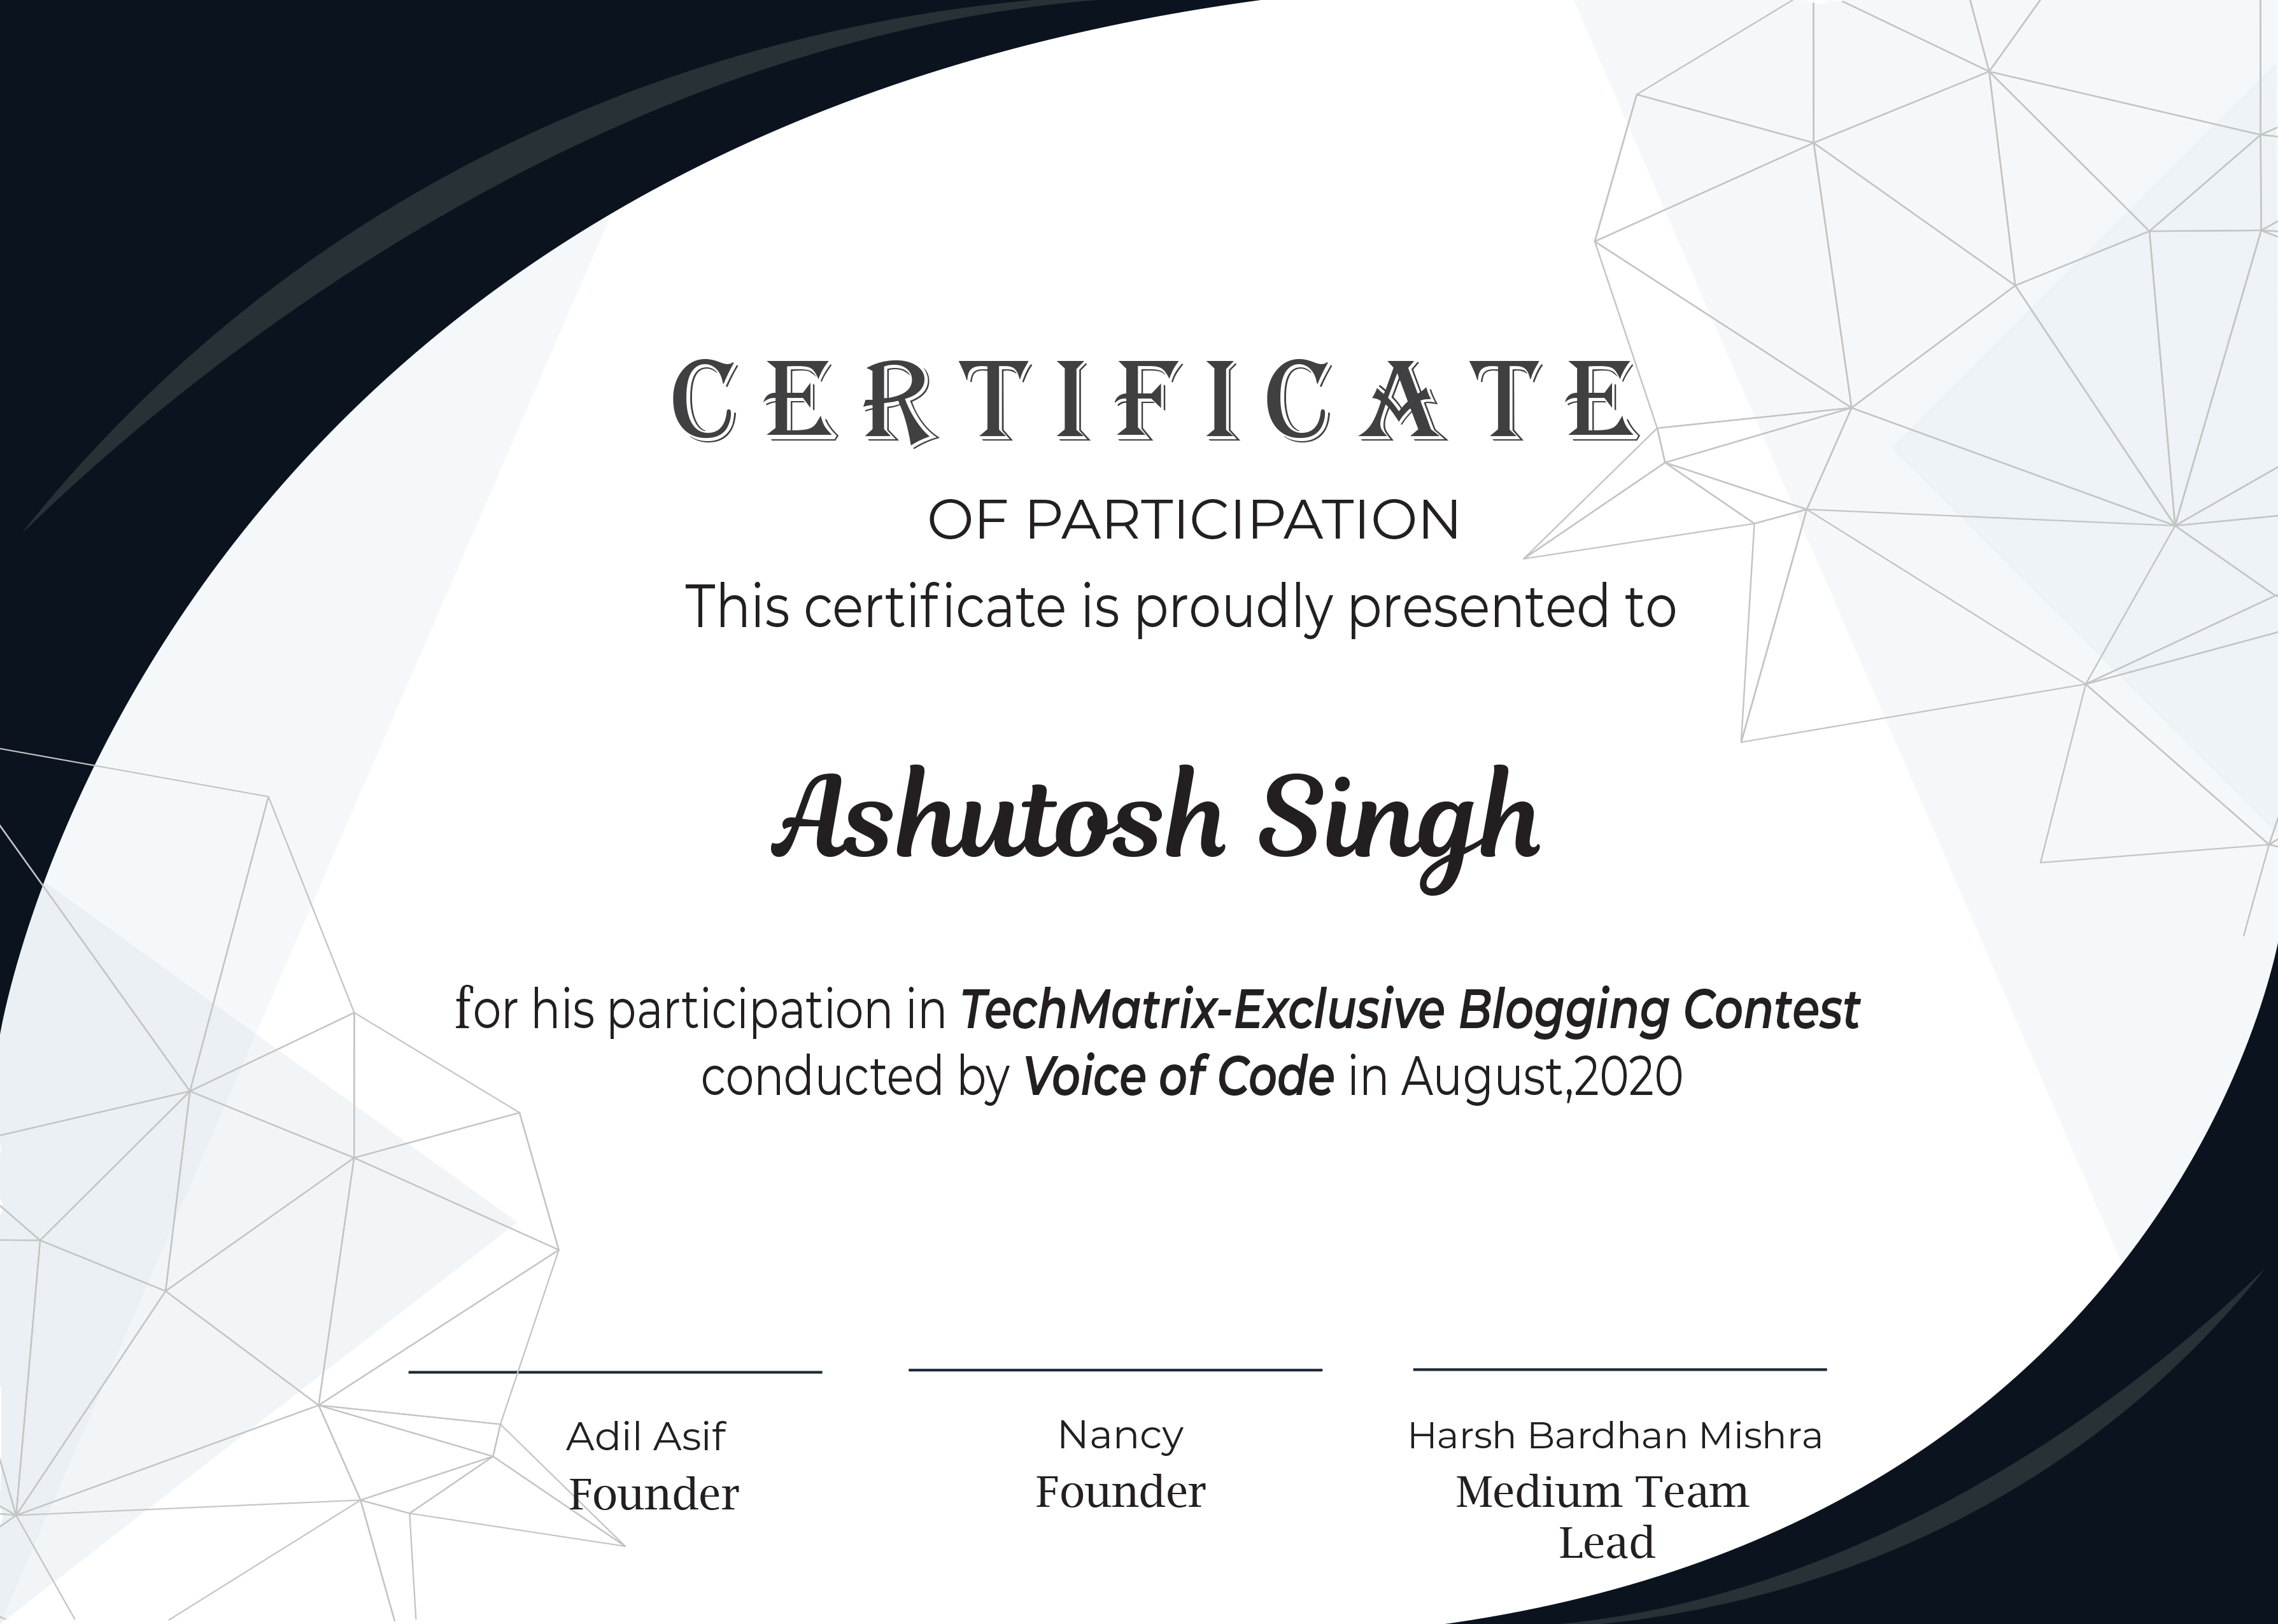 CERTIFICATE
OF PARTICIPATION
This certificate is proudly presented to
Ashutosh Singh
for his participation in TechMatrix-Exclusive Blogging Contest
conducted by Voice of Code in August,2020
Adil Asif
Founder
Nancy
Founder
Harsh Bardhan Mishra
Medium Team
Lead